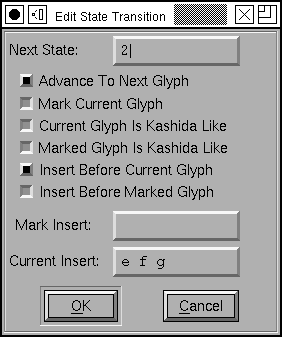 Edit State Transition
Next State: 2
Advance To Next Glyph
Mark Current Glyph
Current Glyph Is Kashida Like
Marked Glyph Is Kashida Like
Insert Before Current Glyph
Insert Before Marked Glyph
Mark Insert:
Current Insert: e f g
OK Cancel